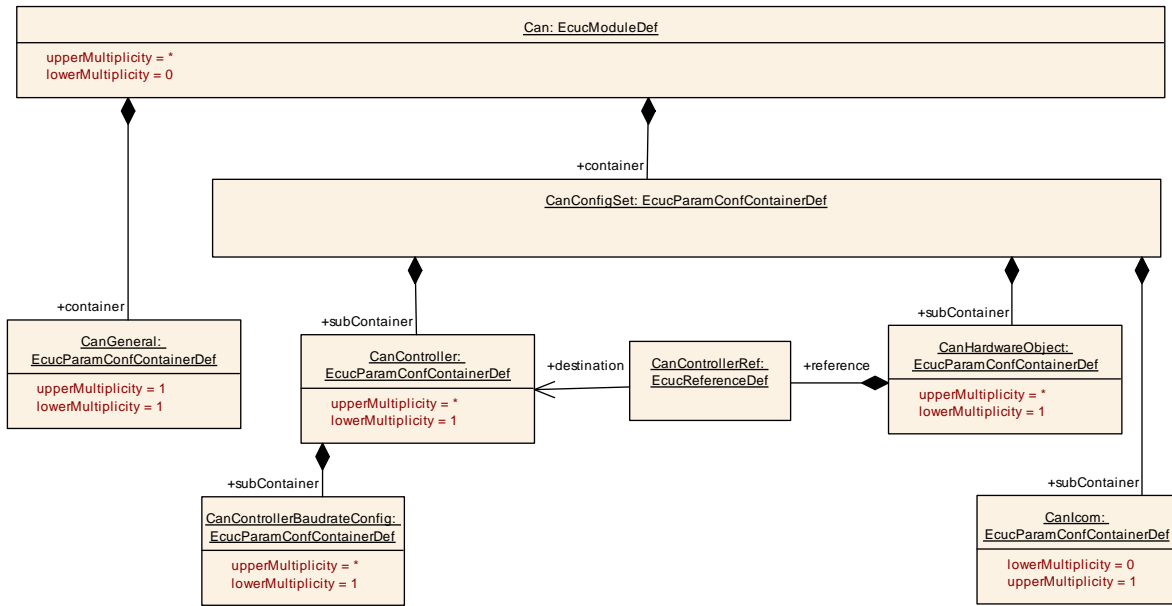 Can: EcucModuleDef
upperMultiplicity = *
lowerMultiplicity = 0
+container
CanConfigSet: EcucParamConfContainerDef
+container
CanGeneral:
EcucParamConfContainerDef
upperMultiplicity = 1
lowerMultiplicity = 1
+subContainer
CanController:
EcucParamConfContainerDef
upperMultiplicity = *
lowerMultiplicity = 1
+destination
CanControllerRef:
EcucReferenceDef
+reference
+subContainer
CanHardwareObject:
EcucParamConfContainerDef
upperMultiplicity = *
lowerMultiplicity = 1
+subContainer
CanControllerBaudrateConfig:
EcucParamConfContainerDef
upperMultiplicity = *
lowerMultiplicity = 1
+subContainer
CanIcom:
EcucParamConfContainerDef
lowerMultiplicity = 0
upperMultiplicity = 1